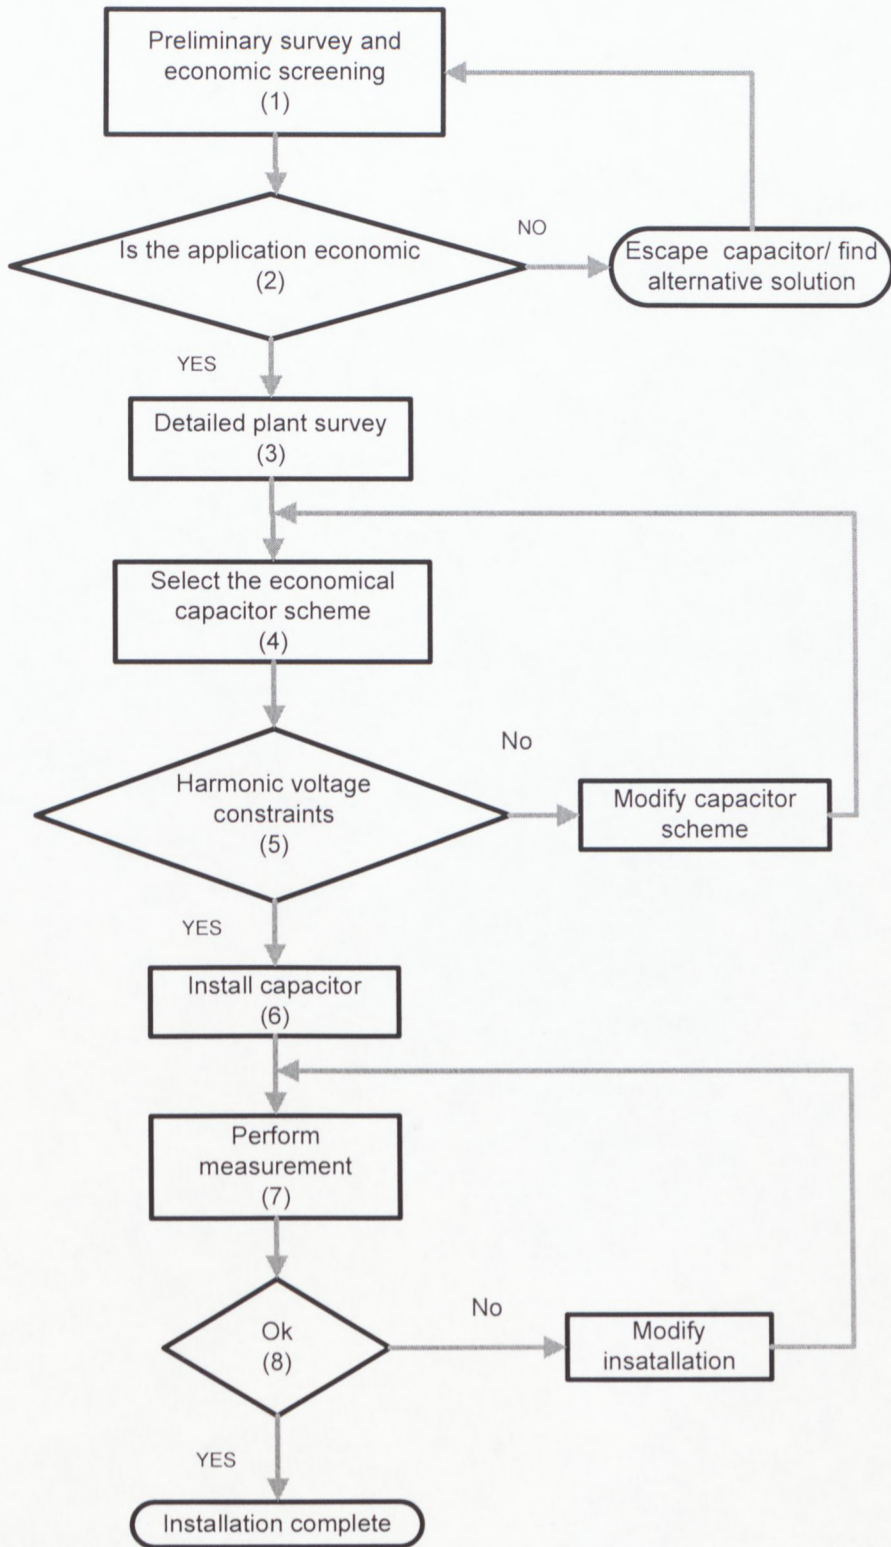 Preliminary survey and
economic screening
(1)
Is the application economic
(2)
NO
Escape capacitor/ find
alternative solution
YES
Detailed plant survey
(3)
Select the economical
capacitor scheme
(4)
Harmonic voltage
constraints
(5)
No
Modify capacitor
scheme
YES
Install capacitor
(6)
Perform
measurement
(7)
Ok
(8)
No
Modify
insatallation
YES
Installation complete